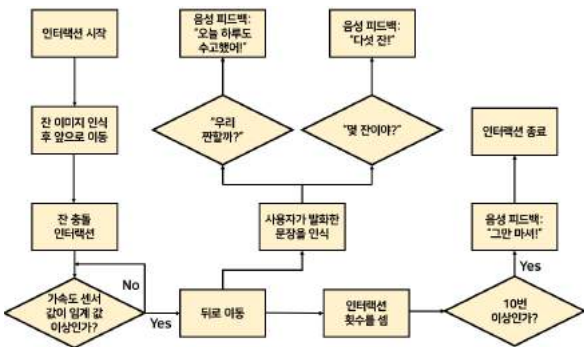 인터랙션 시작
잔 이미지 인식
후 앞으로 이동
잔 충돌
인터랙션
No
가속도 센서
값이 임계 값
이상인가?
Yes
뒤로 이동
사용자가 발화한
문장을 인식
"우리
짠할까?"
음성 피드백:
"오늘 하루도
수고했어!"
"몇 잔이야?"
음성 피드백:
"다섯 잔!"
인터랙션
횟수를 셈
10번
이상인가?
Yes
음성 피드백:
"그만 마셔!"
인터랙션 종료